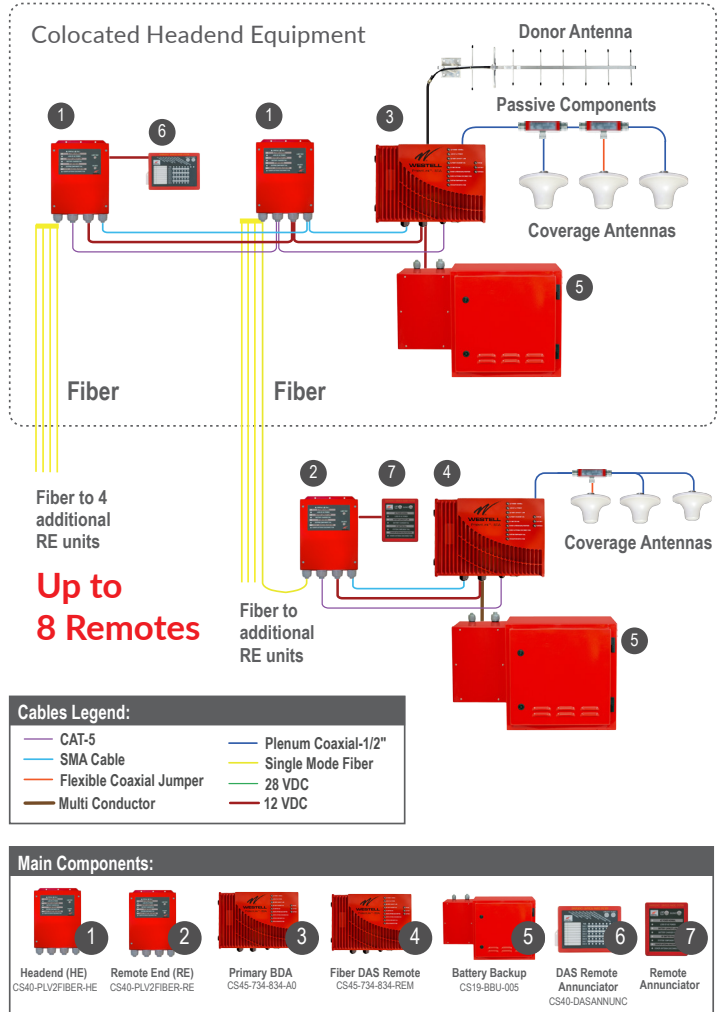 Colocated Headend Equipment
Donor Antenna
Passive Components
1
6
1
3
WESTELL
Coverage Antennas
5
Fiber
Fiber
2
7
4
WESTELL
Fiber to 4
additional
RE units
Coverage Antennas
Up to
8 Remotes
Fiber to
additional
RE units
5
Cables Legend:
CAT-5
SMA Cable
Flexible Coaxial Jumper
Multi Conductor
Plenum Coaxial-1/2"
Single Mode Fiber
28 VDC
12 VDC
Main Components:
1
2
3
4
5
6
7
Headend (HE)
CS40-PLV2FIBER-HE
Remote End (RE)
CS40-PLV2FIBER-RE
Primary BDA
CS45-734-834-A0
Fiber DAS Remote
CS45-734-834-REM
Battery Backup
CS19-BBU-005
DAS Remote
Annunciator
CS40-DASANNUNC
Remote
Annunciator